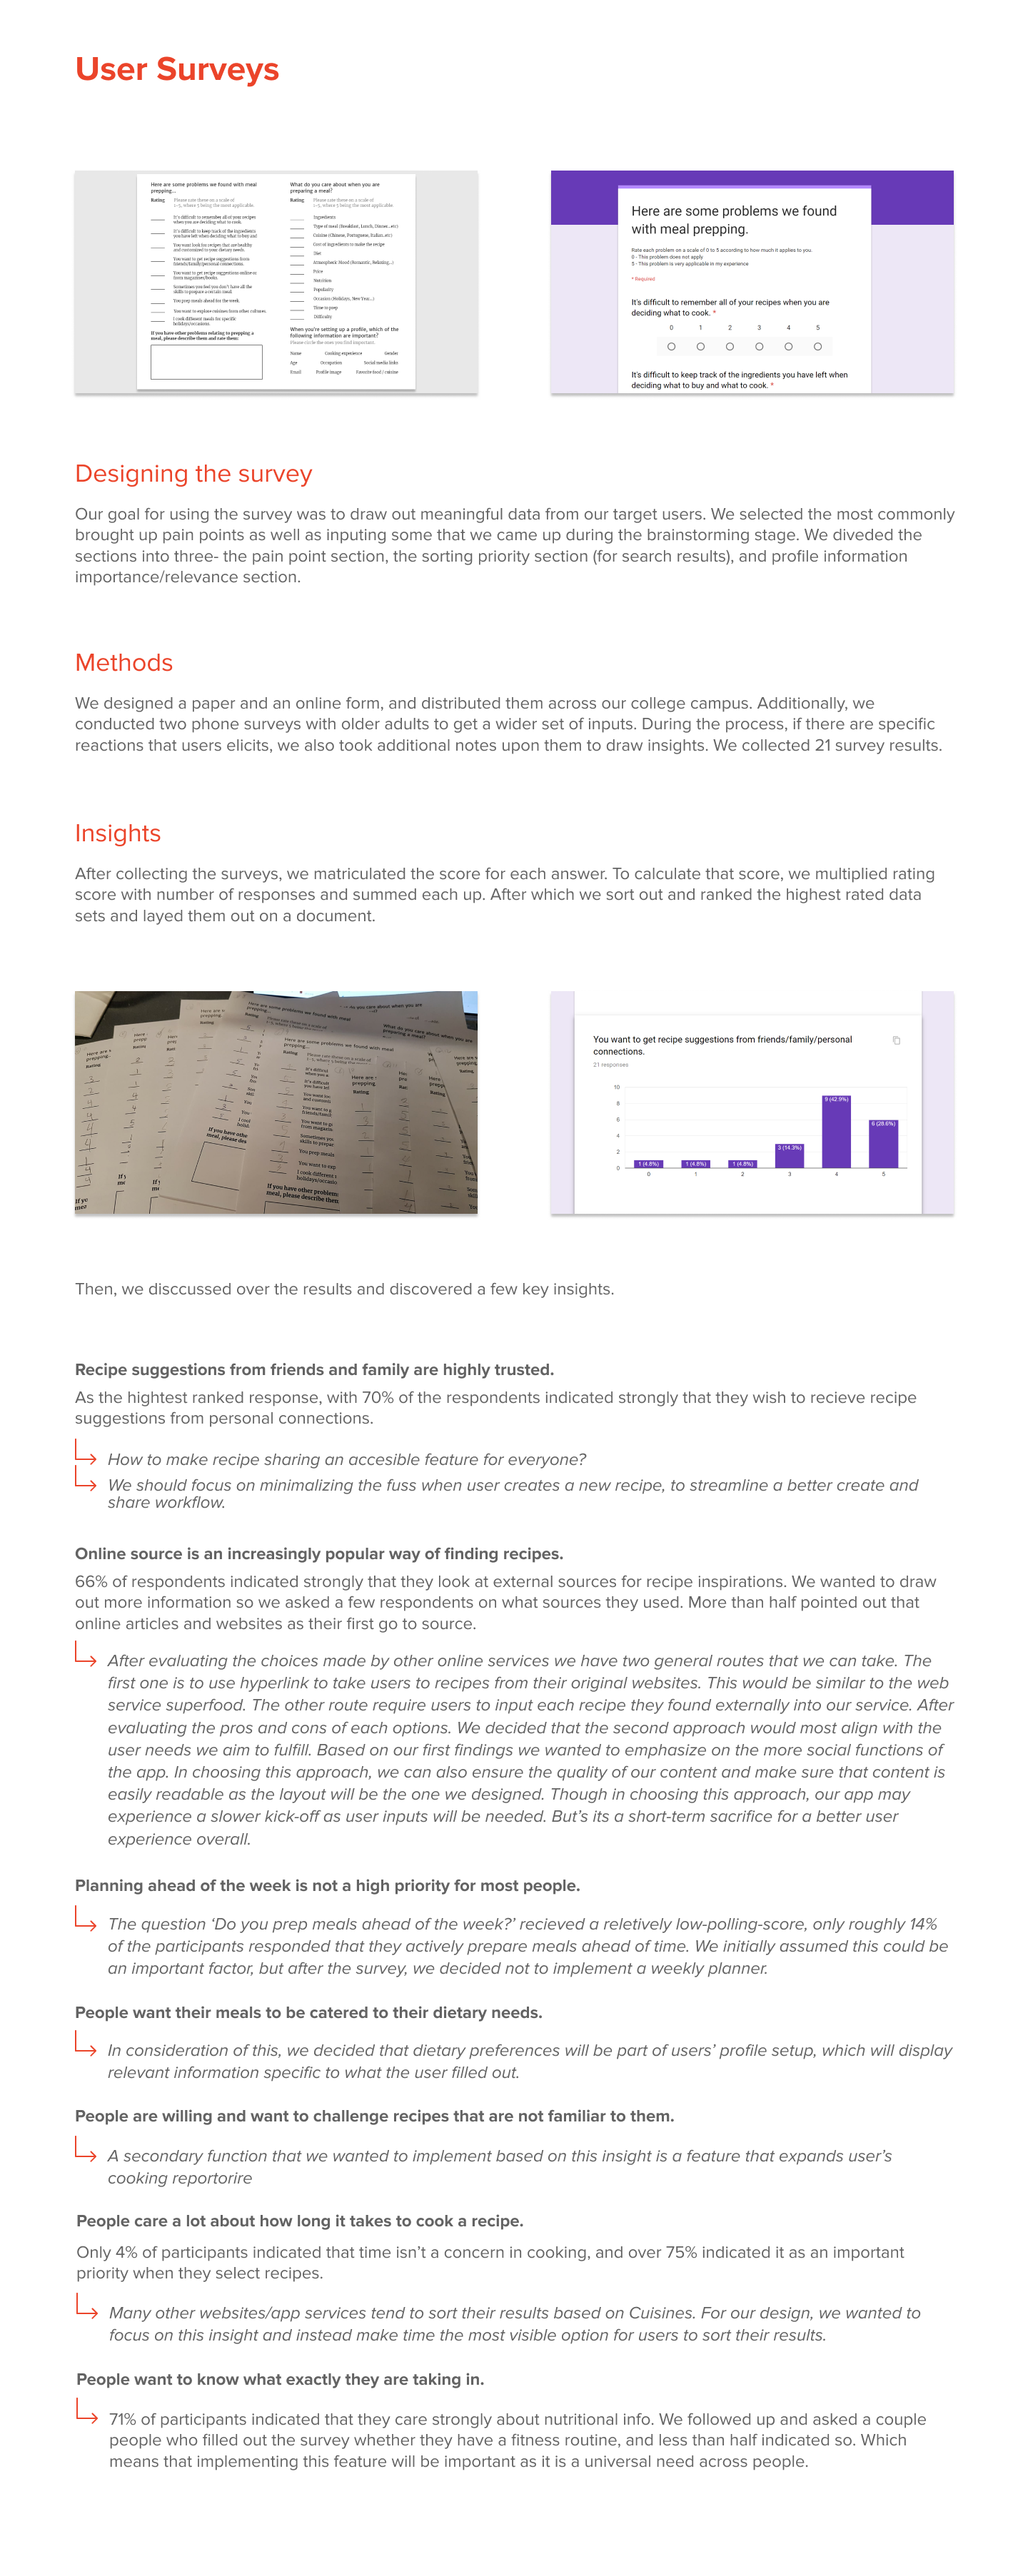 User Surveys
Here are some problems we found with meal
prepping...
Rating Please rate these on a scale of
1-5, where 5 being the most applicable.
It's difficult to remember all of your recipes
when you are deciding what to cook.
It's difficult to keep track of the ingredients
you have left when deciding what to buy and
You want look for recipes that are healthy
and customized to your dietary needs.
You want to get recipe suggestions from
friends/family/personal connections.
You want to get recipe suggestions online or
from magazines/books.
Sometimes you feel you don't have all the
skills to prepare a certain meal.
You prep meals ahead for the week.
You want to explore cuisines from other cultures.
I cook different meals for specific
holidays/occasions.
If you have other problems relating to prepping a
meal, please describe them and rate them:
What do you care about when you are
preparing a meal?
Rating Please rate these on a scale of
1-5, where 5 being the most applicable.
Ingredients
Type of meal (Breakfast, Lunch, Dinner...etc)
Cuisine (Chinese, Portuguese, Italian...etc)
Cost of ingredients to make the recipe
Diet
Atmosphere/Mood (Romantic, Relaxing...)
Price
Nutrition
Popularity
Occasion (Holidays, New Year...)
Time to prep
Difficulty
When you're setting up a profile, which of the
following information are important?
Please circle the ones you find important.
Name Cooking experience Gender
Age Occupation Social media links
Email Profile image Favorite food / cuisine
Here are some problems we found
with meal prepping.
Rate each problem on a scale of 0 to 5 according to how much it applies to you.
0 - This problem does not apply
5 - This problem is very applicable in my experience
* Required
It's difficult to remember all of your recipes when you are
deciding what to cook. *
0 1 2 3 4 5
It's difficult to keep track of the ingredients you have left when
deciding what to buy and what to cook. *
Designing the survey
Our goal for using the survey was to draw out meaningful data from our target users. We selected the most commonly
brought up pain points as well as inputing some that we came up during the brainstorming stage. We diveded the
sections into three- the pain point section, the sorting priority section (for search results), and profile information
importance/relevance section.
Methods
We designed a paper and an online form, and distributed them across our college campus. Additionally, we
conducted two phone surveys with older adults to get a wider set of inputs. During the process, if there are specific
reactions that users elicits, we also took additional notes upon them to draw insights. We collected 21 survey results.
Insights
After collecting the surveys, we matriculated the score for each answer. To calculate that score, we multiplied rating
score with number of responses and summed each up. After which we sort out and ranked the highest rated data
sets and layed them out on a document.
Here are some problems we found with meal
prepping...
Rating
If you have other problems
meal, please describe them
You want to get recipe suggestions from friends/family/personal
connections.
21 responses
10
8
6
4
2
0
1 (4.8%) 1 (4.8%) 1 (4.8%) 3 (14.3%) 9 (42.9%) 6 (28.6%)
0 1 2 3 4 5
Then, we disccussed over the results and discovered a few key insights.
Recipe suggestions from friends and family are highly trusted.
As the hightest ranked response, with 70% of the respondents indicated strongly that they wish to recieve recipe
suggestions from personal connections.
How to make recipe sharing an accesible feature for everyone?
We should focus on minimalizing the fuss when user creates a new recipe, to streamline a better create and
share workflow.
Online source is an increasingly popular way of finding recipes.
66% of respondents indicated strongly that they look at external sources for recipe inspirations. We wanted to draw
out more information so we asked a few respondents on what sources they used. More than half pointed out that
online articles and websites as their first go to source.
After evaluating the choices made by other online services we have two general routes that we can take. The
first one is to use hyperlink to take users to recipes from their original websites. This would be similar to the web
service superfood. The other route require users to input each recipe they found externally into our service. After
evaluating the pros and cons of each options. We decided that the second approach would most align with the
user needs we aim to fulfill. Based on our first findings we wanted to emphasize on the more social functions of
the app. In choosing this approach, we can also ensure the quality of our content and make sure that content is
easily readable as the layout will be the one we designed. Though in choosing this approach, our app may
experience a slower kick-off as user inputs will be needed. But's its a short-term sacrifice for a better user
experience overall.
Planning ahead of the week is not a high priority for most people.
The question ‘Do you prep meals ahead of the week?’ recieved a reletively low-polling-score, only roughly 14%
of the participants responded that they actively prepare meals ahead of time. We initially assumed this could be
an important factor, but after the survey, we decided not to implement a weekly planner.
People want their meals to be catered to their dietary needs.
In consideration of this, we decided that dietary preferences will be part of users’ profile setup, which will display
relevant information specific to what the user filled out.
People are willing and want to challenge recipes that are not familiar to them.
A secondary function that we wanted to implement based on this insight is a feature that expands user’s
cooking reportorire
People care a lot about how long it takes to cook a recipe.
Only 4% of participants indicated that time isn’t a concern in cooking, and over 75% indicated it as an important
priority when they select recipes.
Many other websites/app services tend to sort their results based on Cuisines. For our design, we wanted to
focus on this insight and instead make time the most visible option for users to sort their results.
People want to know what exactly they are taking in.
71% of participants indicated that they care strongly about nutritional info. We followed up and asked a couple
people who filled out the survey whether they have a fitness routine, and less than half indicated so. Which
means that implementing this feature will be important as it is a universal need across people.